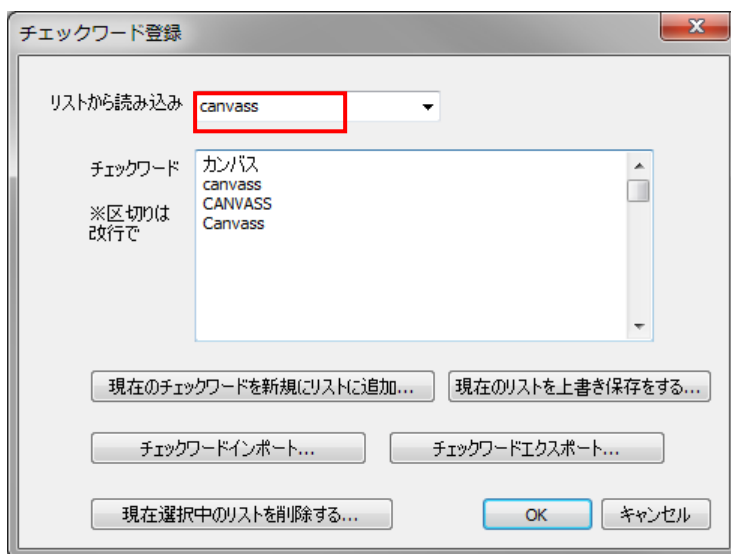 チェックワード登録
リストから読み込み canvass
チェックワード
※区切りは
改行で
カンバス
canvass
CANVASS
Canvass
現在のチェックワードを新規にリストに追加... 現在のリストを上書き保存をする...
チェックワードインポート... チェックワードエクスポート...
現在選択中のリストを削除する... OK キャンセル